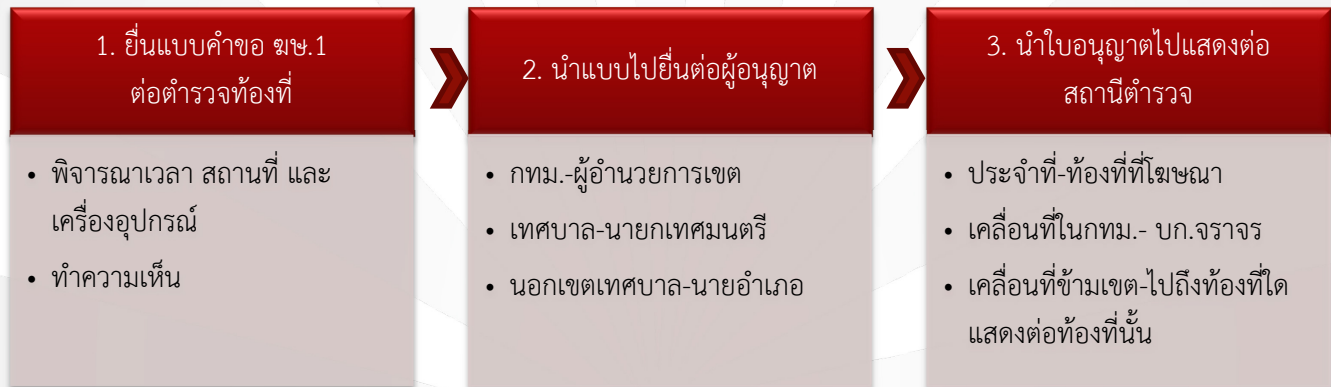 1. ยื่นแบบคำขอ ฆษ.1
ต่อตำรวจท้องที่
• พิจารณาเวลา สถานที่ และ
เครื่องอุปกรณ์
• ทำความเห็น
2. นำแบบไปยื่นต่อผู้อนุญาต
• กทม.-ผู้อำนวยการเขต
• เทศบาล-นายกเทศมนตรี
• นอกเขตเทศบาล-นายอำเภอ
3. นำใบอนุญาตไปแสดงต่อ
สถานีตำรวจ
• ประจำที่-ท้องที่ที่โฆษณา
• เคลื่อนที่ในกทม.- บก.จราจร
• เคลื่อนที่ข้ามเขต-ไปถึงท้องที่ใด
แสดงต่อท้องที่นั้น